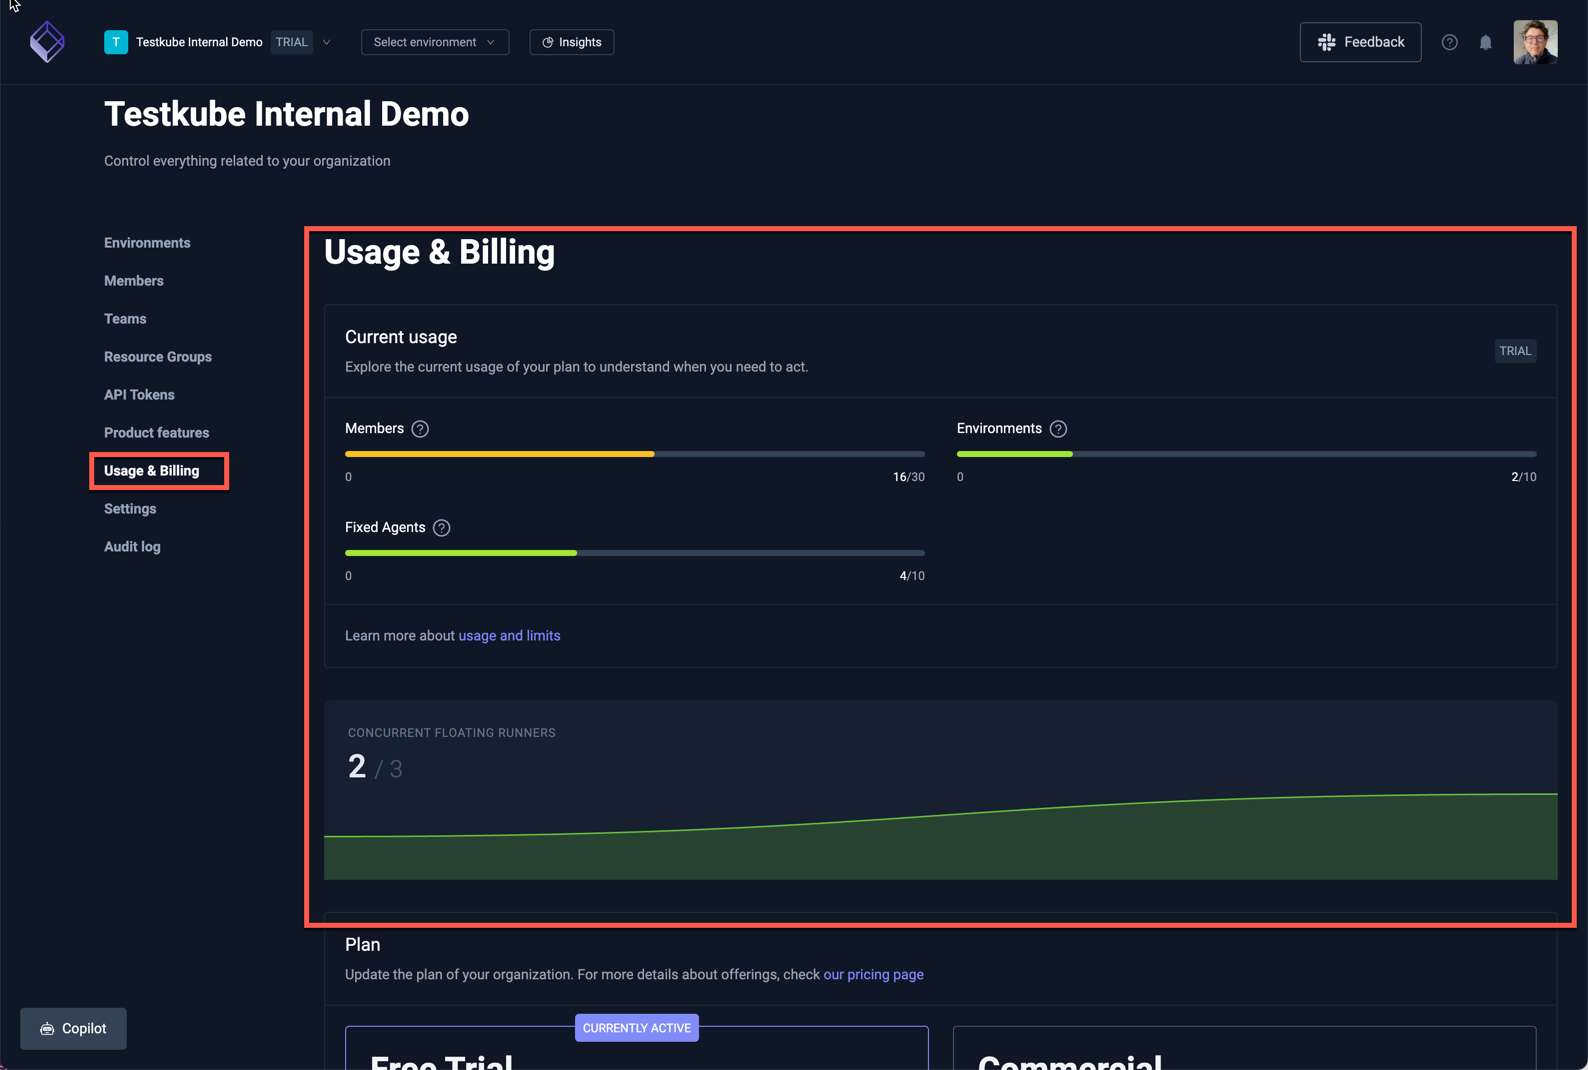 T Testkube Internal Demo TRIAL Select environment Insights Feedback
Testkube Internal Demo
Control everything related to your organization
Environments
Members
Teams
Resource Groups
API Tokens
Product features
Usage & Billing
Settings
Audit log
Usage & Billing
Current usage
Explore the current usage of your plan to understand when you need to act.
TRIAL
Members ?
0 16/30
Environments ?
0 2/10
Fixed Agents ?
0 4/10
Learn more about usage and limits
CONCURRENT FLOATING RUNNERS
2 / 3
Plan
Update the plan of your organization. For more details about offerings, check our pricing page
CURRENTLY ACTIVE
Free Trial
Commercial
Copilot